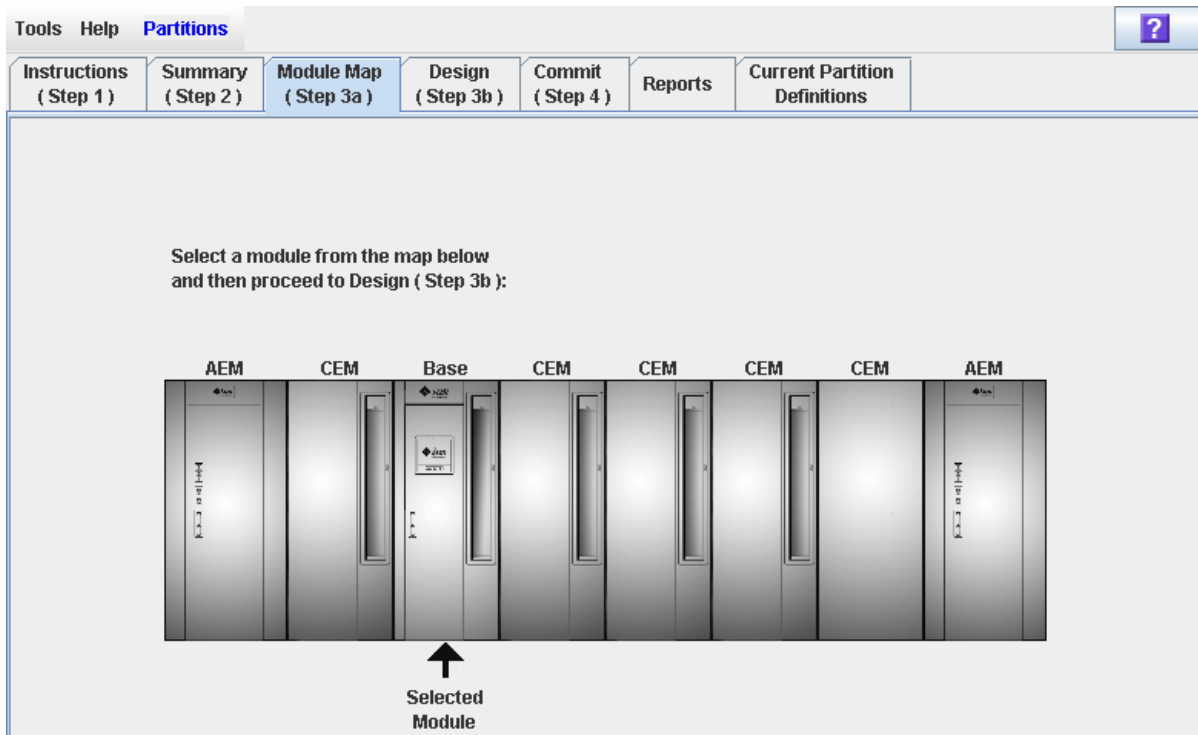 Tools Help Partitions ?
Instructions ( Step 1 )
Summary ( Step 2 )
Module Map ( Step 3a )
Design ( Step 3b )
Commit ( Step 4 )
Reports
Current Partition Definitions
Select a module from the map below
and then proceed to Design ( Step 3b ):
AEM CEM Base CEM CEM CEM CEM AEM
Selected
Module